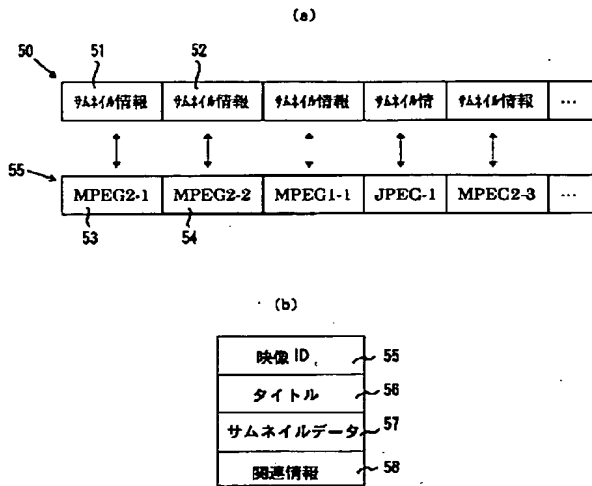 (a)
50 51 52
サムネイル情報 サムネイル情報 サムネイル情報 サムネイル情 サムネイル情報 …
55
MPEG2-1 MPEG2-2 MPEG1-1 JPEC-1 MPEC2-3 …
53 54
(b)
映像 ID 55
タイトル 56
サムネイルデータ 57
関連情報 58